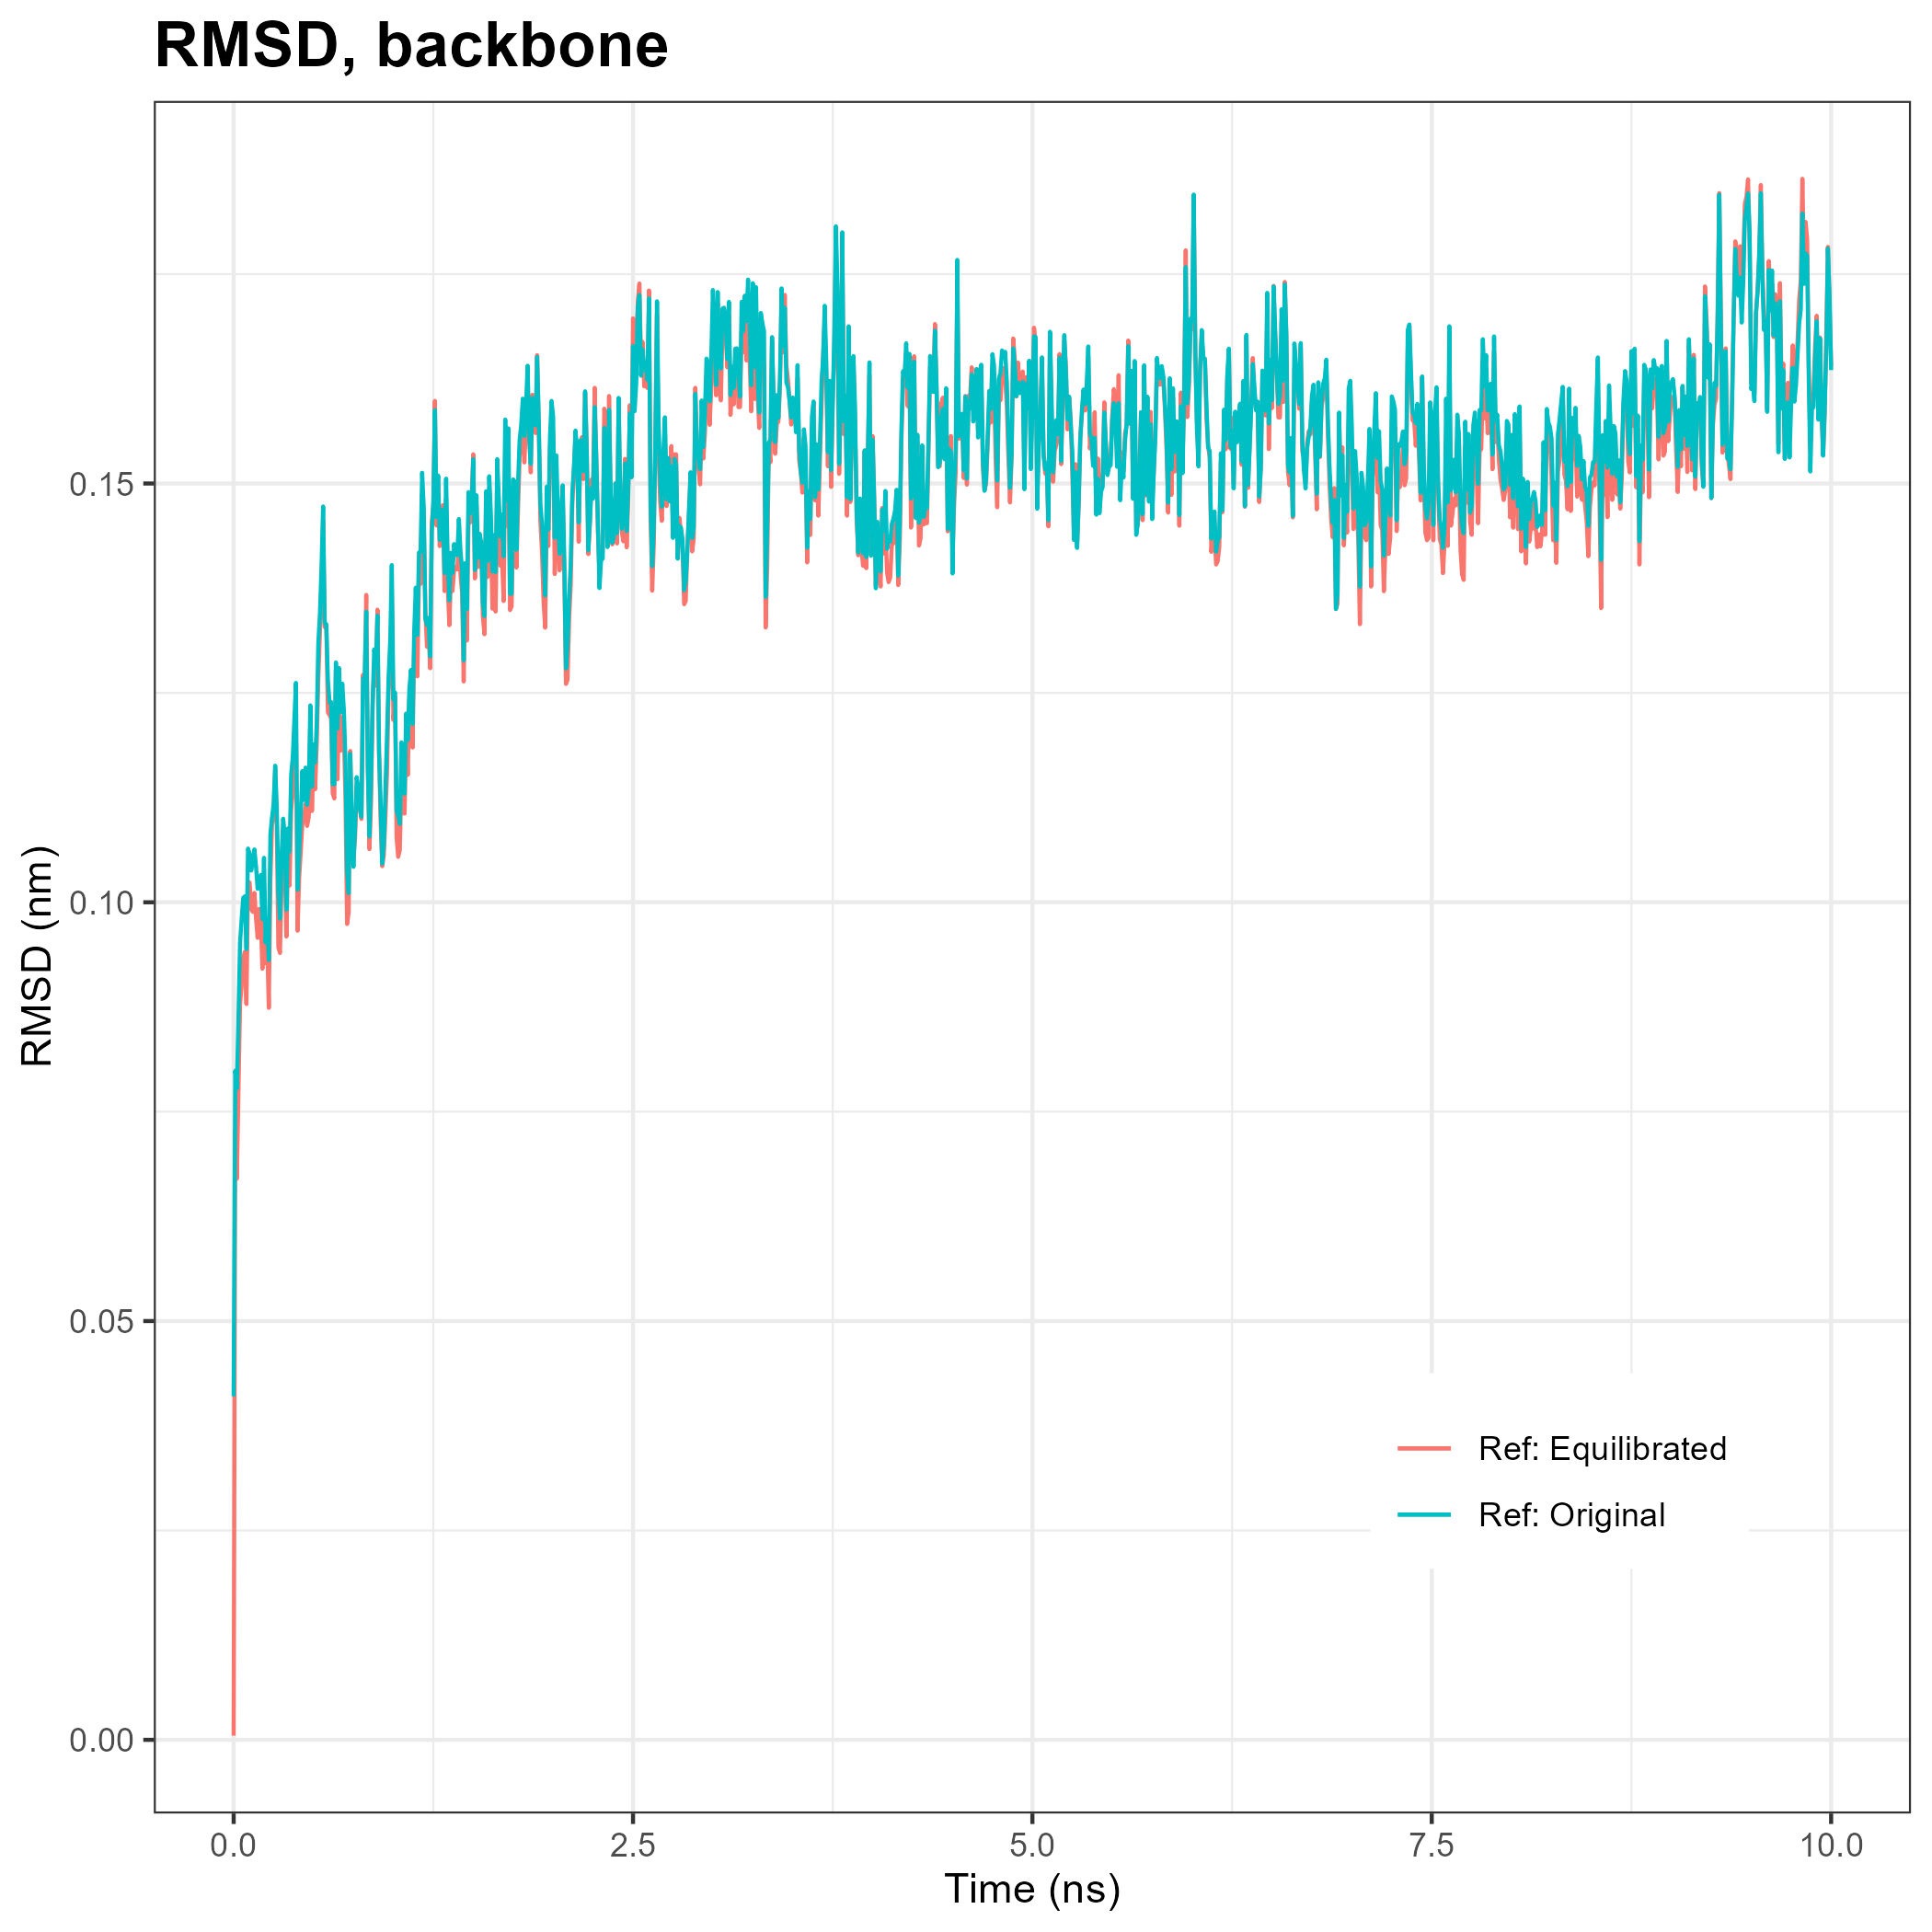 RMSD, backbone
RMSD (nm)
0.15
0.10
0.05
0.00
Ref: Equilibrated
Ref: Original
0.0 2.5 5.0 7.5 10.0
Time (ns)